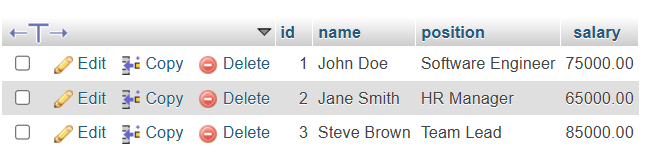 id name position salary
Edit Copy Delete 1 John Doe Software Engineer 75000.00
Edit Copy Delete 2 Jane Smith HR Manager 65000.00
Edit Copy Delete 3 Steve Brown Team Lead 85000.00